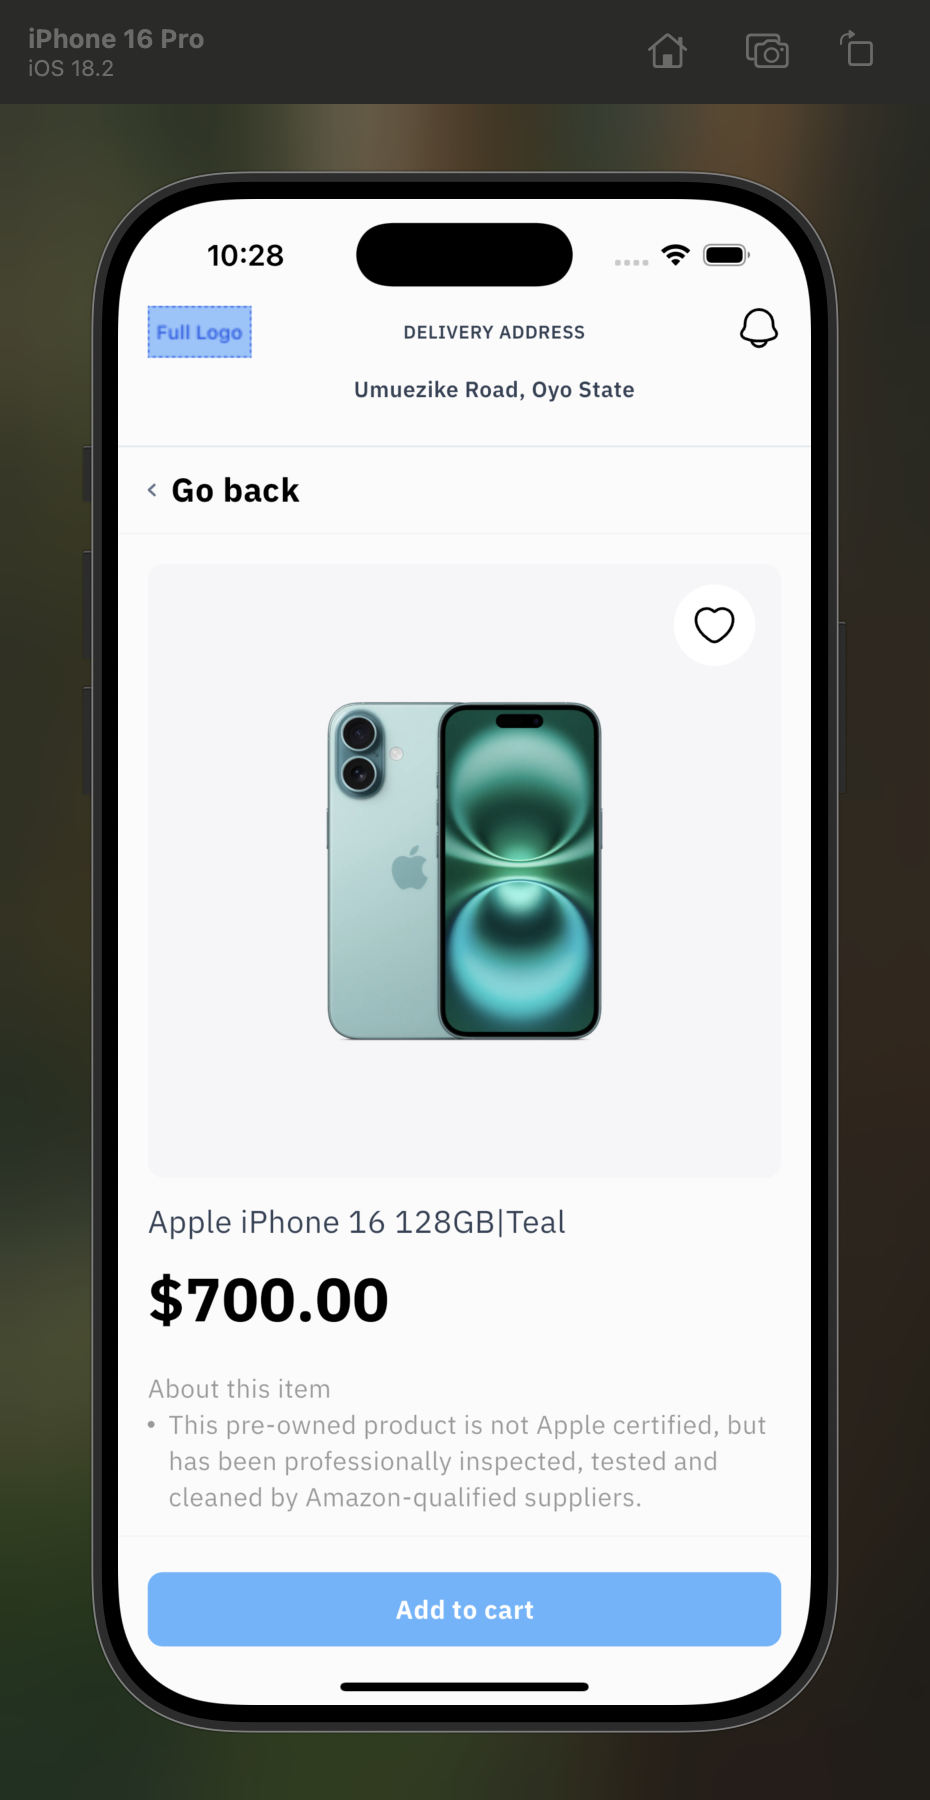 iPhone 16 Pro
iOS 18.2
10:28
Full Logo
DELIVERY ADDRESS
Umuezike Road, Oyo State
Go back
Apple iPhone 16 128GB|Teal
$700.00
About this item
• This pre-owned product is not Apple certified, but
has been professionally inspected, tested and
cleaned by Amazon-qualified suppliers.
Add to cart